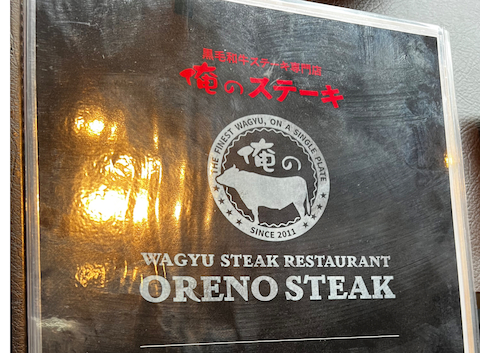 黒毛和牛ステーキ専門店
俺のステーキ
THE FINEST WAGYU, ON A SINGLE PLATE
俺の
SINCE 2011
WAGYU STEAK RESTAURANT
ORENO STEAK